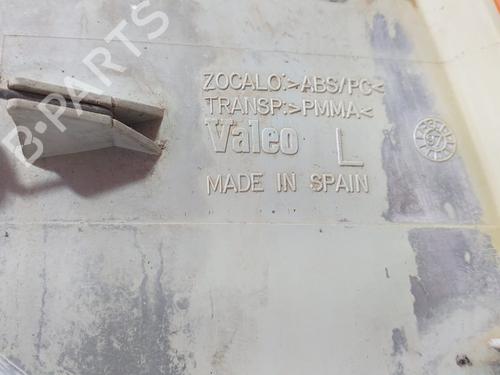 ZOCALO:>ABS/PC<
TRANSP:>PMMA<
Valeo L
MADE IN SPAIN
B-PARTS